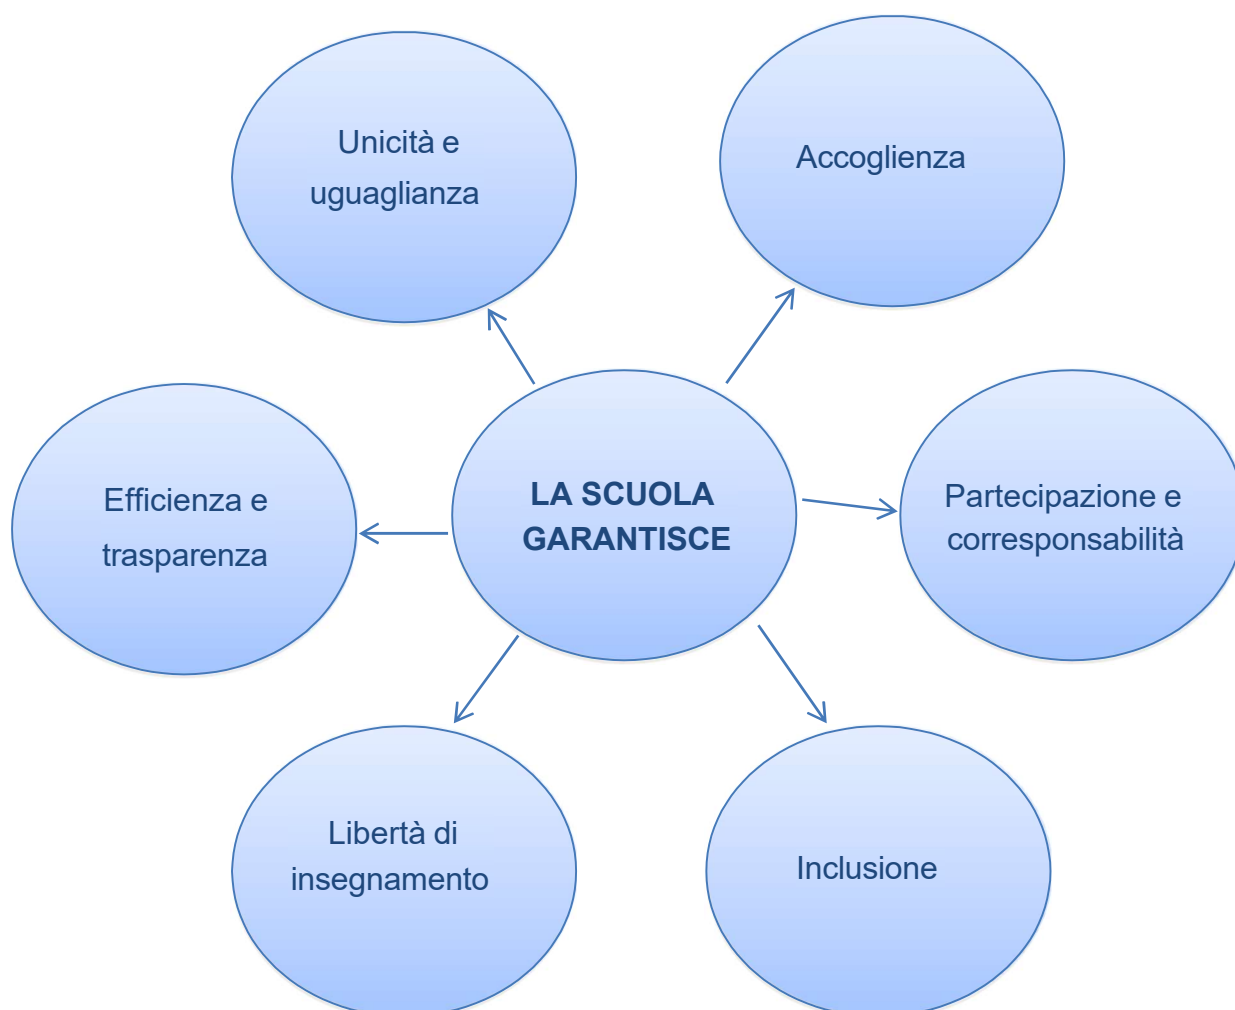 Unicità e
uguaglianza
Accoglienza
Efficienza e
trasparenza
LA SCUOLA
GARANTISCE
Partecipazione e
corresponsabilità
Libertà di
insegnamento
Inclusione